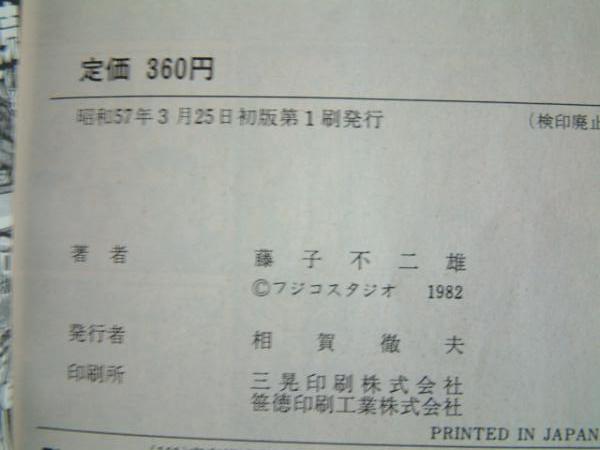 定価 360円
昭和57年3月25日初版第1刷発行 (検印廃止
著者 藤子不二雄
©フジコスタジオ 1982
発行者 相賀徹夫
印刷所 三晃印刷株式会社
笹徳印刷工業株式会社
PRINTED IN JAPAN